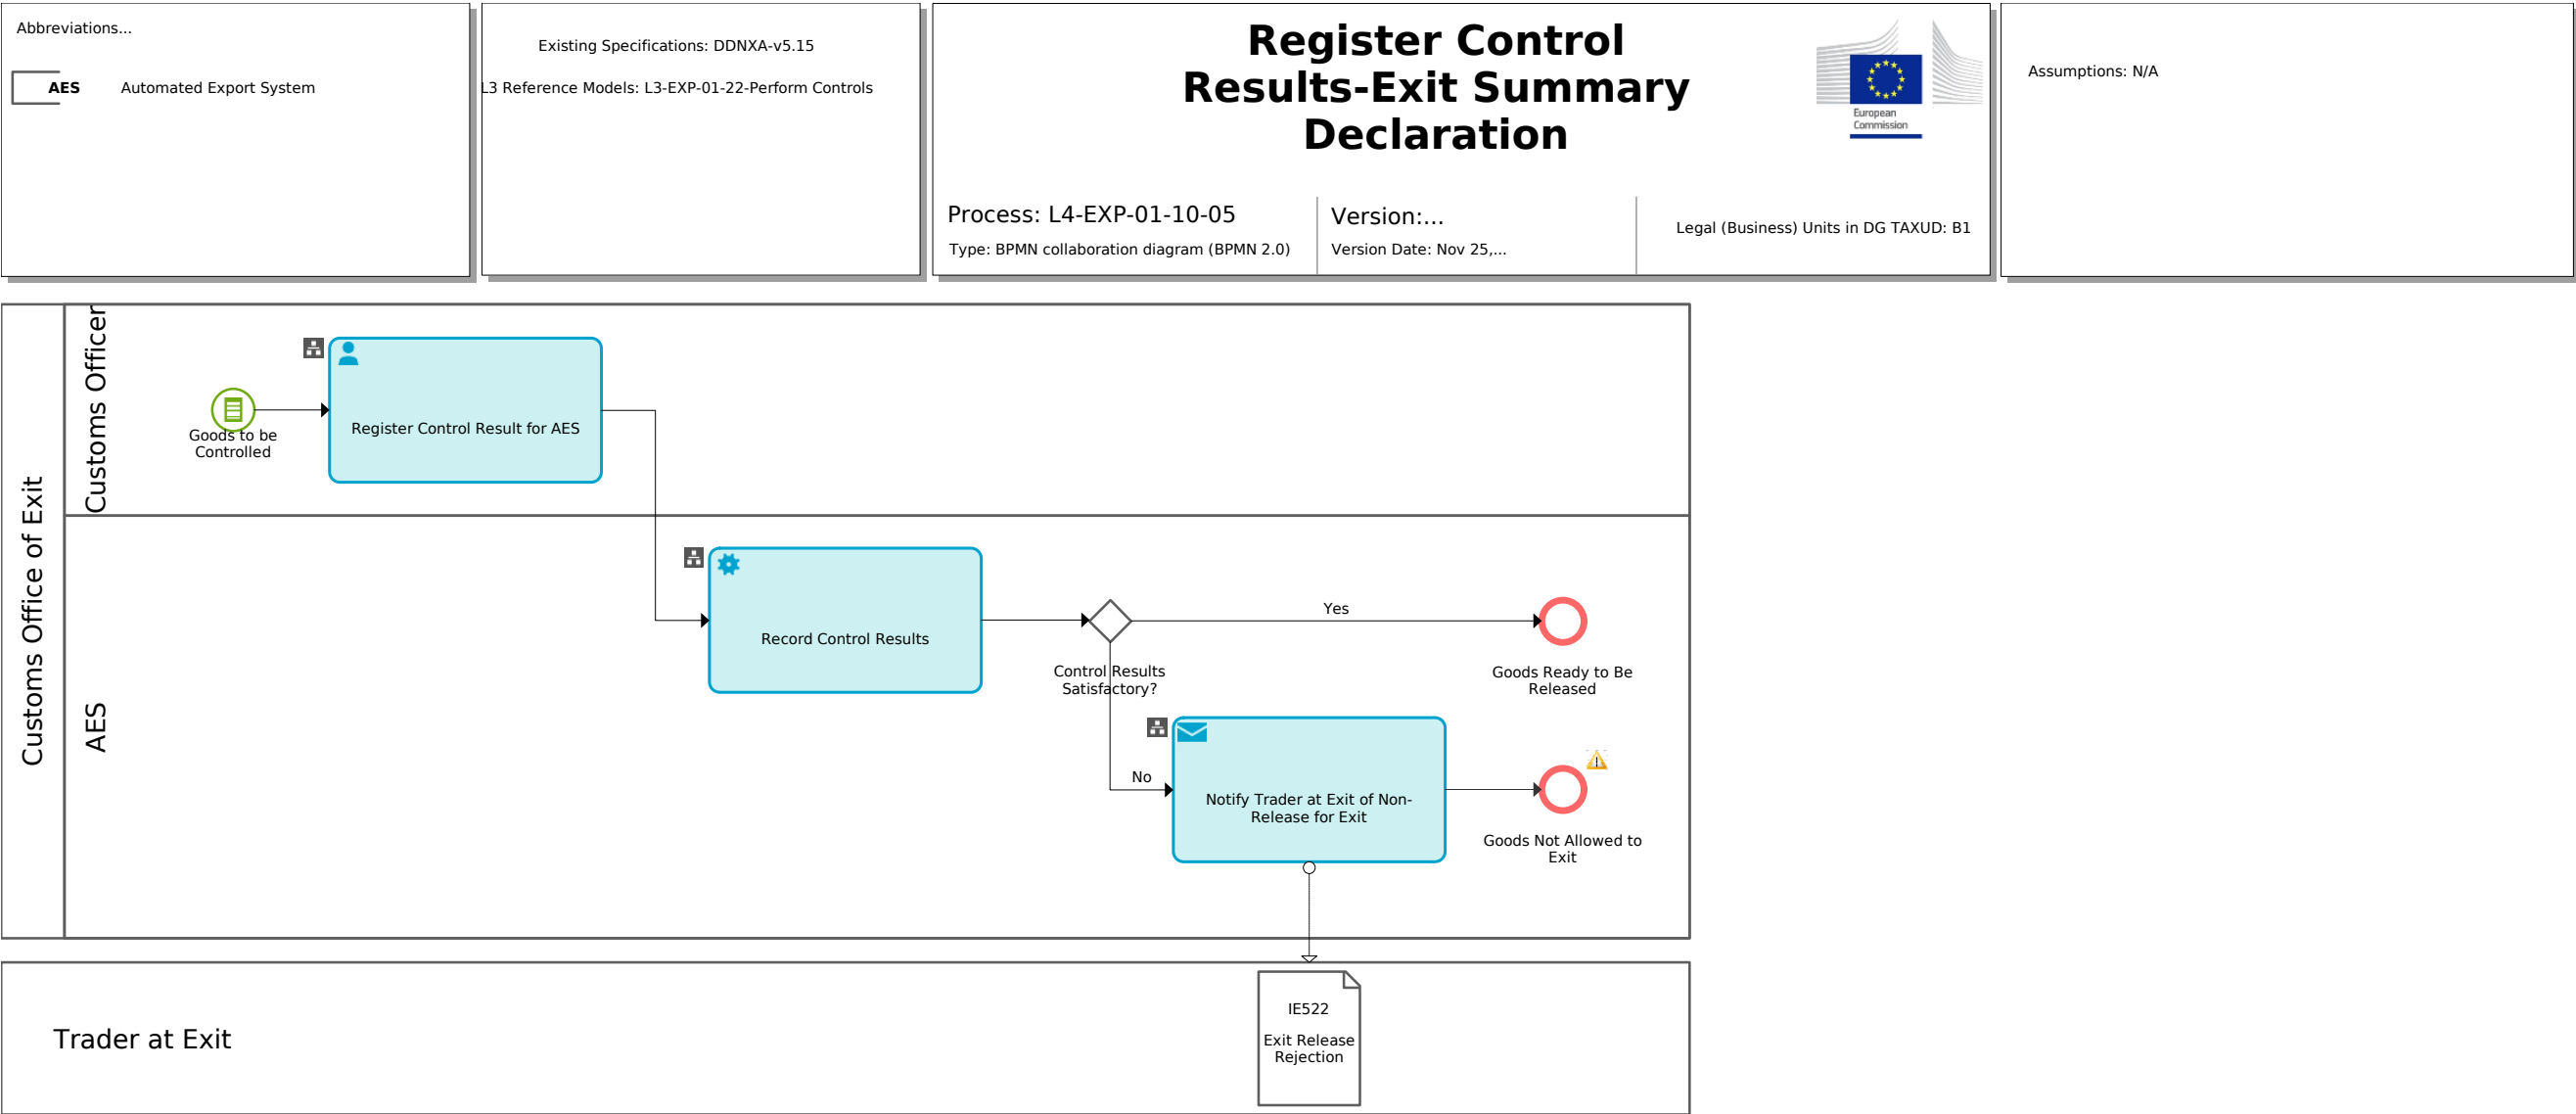 Abbreviations...
AES
Automated Export System
Existing Specifications: DDNXA-v5.15
L3 Reference Models: L3-EXP-01-22-Perform Controls
Register Control
Results-Exit Summary
Declaration
European
Commission
Process: L4-EXP-01-10-05
Type: BPMN collaboration diagram (BPMN 2.0)
Version:...
Version Date: Nov 25,...
Legal (Business) Units in DG TAXUD: B1
Assumptions: N/A
Customs Office of Exit
Customs Officer
Goods to be
Controlled
Register Control Result for AES
AES
Record Control Results
Control Results
Satisfactory?
Yes
Goods Ready to Be
Released
No
Notify Trader at Exit of Non-
Release for Exit
Goods Not Allowed to
Exit
Trader at Exit
IE522
Exit Release
Rejection